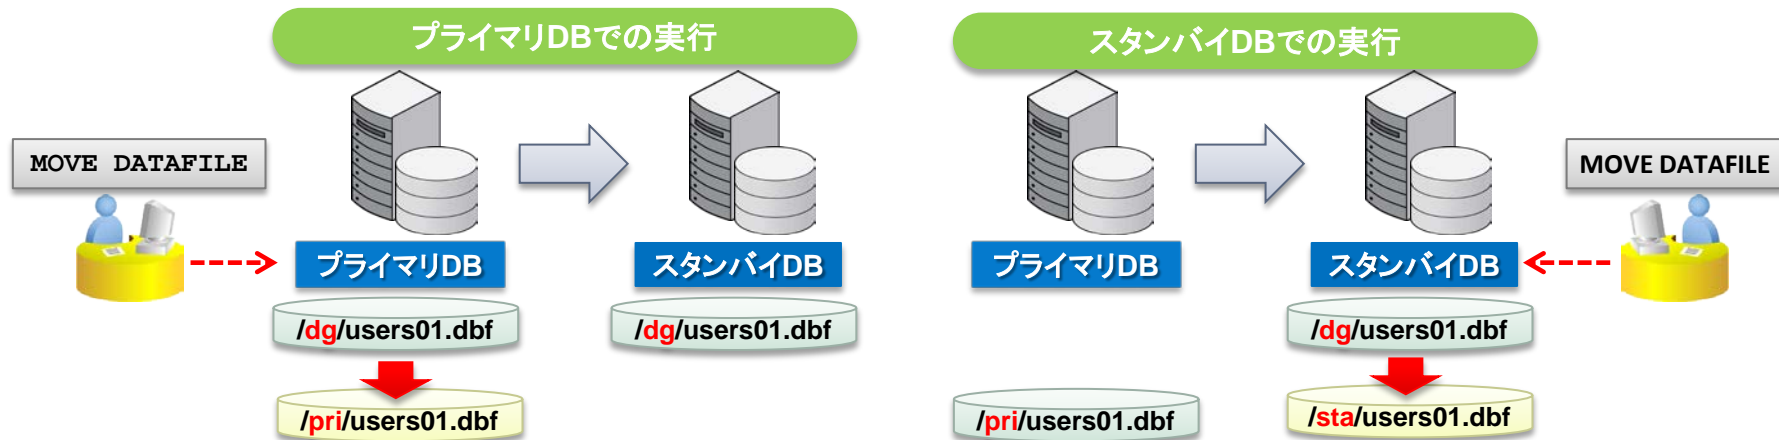 プライマリDBでの実行
MOVE DATAFILE
プライマリDB
スタンバイDB
/dg/users01.dbf
/dg/users01.dbf
/pri/users01.dbf
スタンバイDBでの実行
MOVE DATAFILE
プライマリDB
スタンバイDB
/dg/users01.dbf
/pri/users01.dbf
/sta/users01.dbf